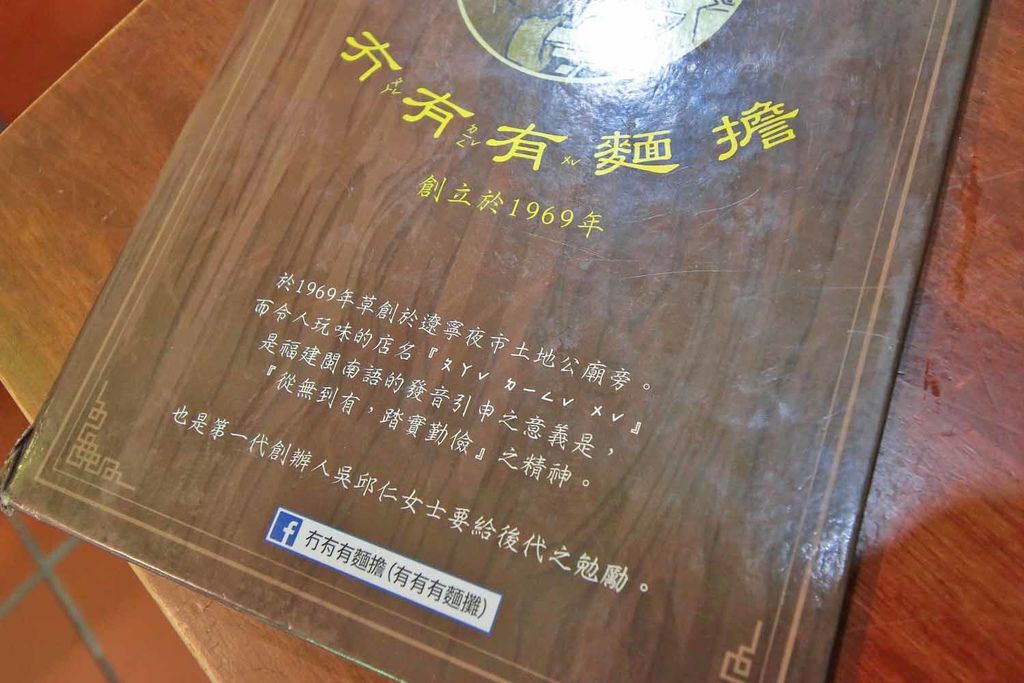 冇有有麵擔
創立於1969年
於1969年草創於遼寧夜市土地公廟旁。
而令人玩味的店名『ㄆㄚˇ ㄉㄧㄥˇ ㄨˇ』
是福建閩南語的發音引申之意義是，
『從無到有，踏實勤儉』之精神。
也是第一代創辦人吳邱仁女士要給後代之勉勵。
f 冇冇有麵擔(有有有麵攤)